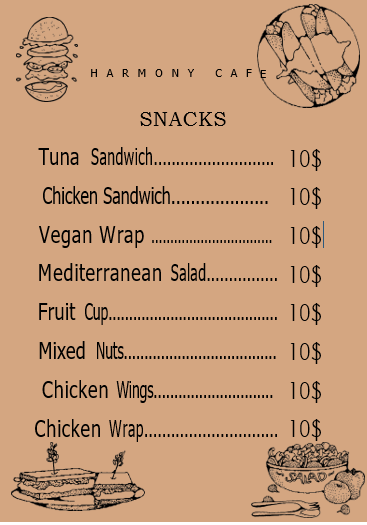 HARMONY CAFE
SNACKS
Tuna Sandwich........................... 10$
Chicken Sandwich..................... 10$
Vegan Wrap .............................. 10$
Mediterranean Salad................ 10$
Fruit Cup..................................... 10$
Mixed Nuts.................................. 10$
Chicken Wings........................... 10$
Chicken Wrap............................. 10$
SALAD